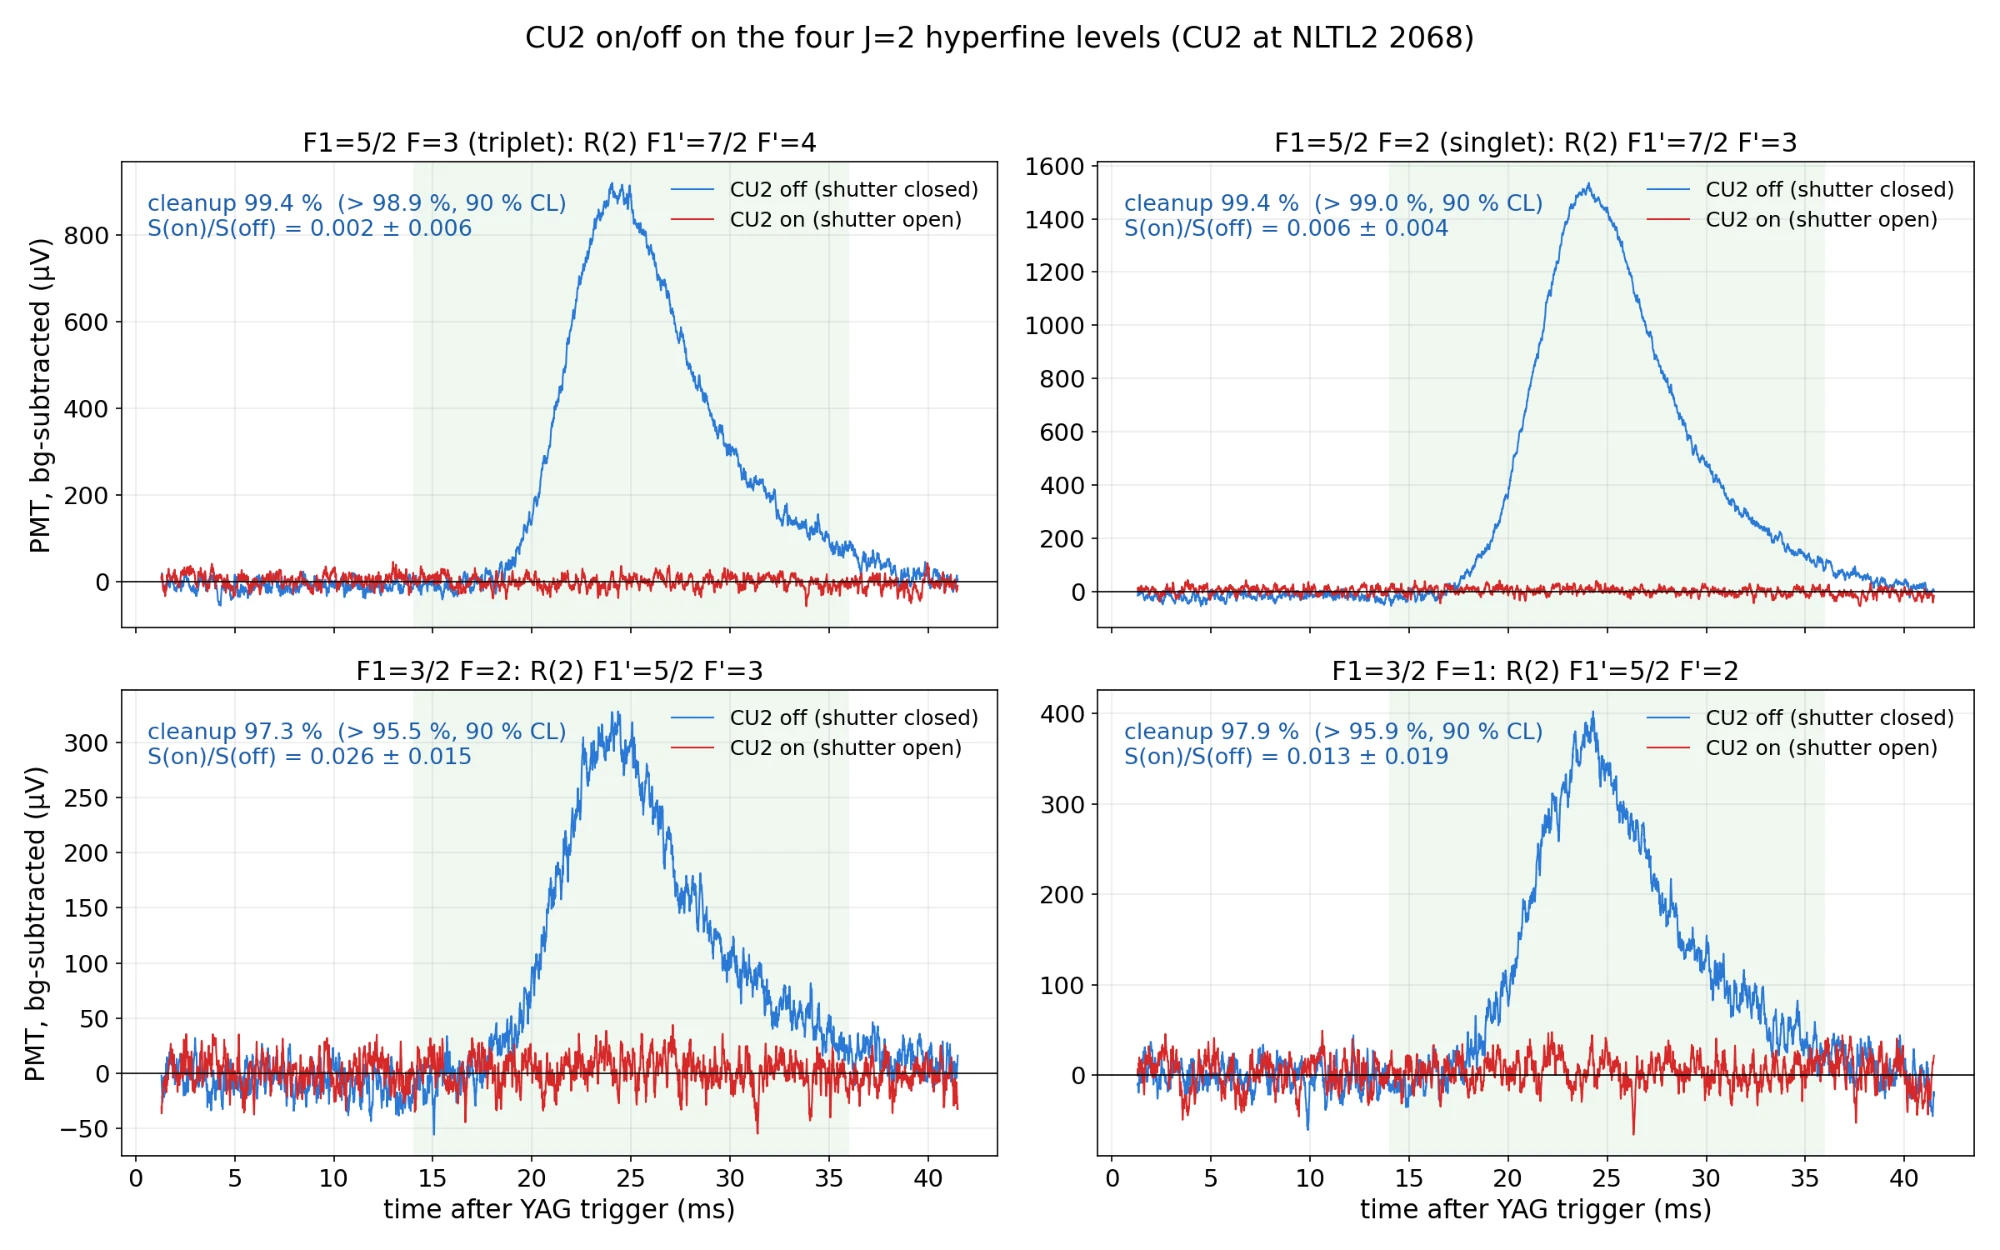 CU2 on/off on the four J=2 hyperfine levels (CU2 at NLTL2 2068)
F1=5/2 F=3 (triplet): R(2) F1'=7/2 F'=4
cleanup 99.4 %  (> 98.9 %, 90 % CL)
S(on)/S(off) = 0.002 ± 0.006
CU2 off (shutter closed)
CU2 on (shutter open)
PMT, bg-subtracted (µV)
800
600
400
200
0
F1=5/2 F=2 (singlet): R(2) F1'=7/2 F'=3
cleanup 99.4 %  (> 99.0 %, 90 % CL)
S(on)/S(off) = 0.006 ± 0.004
CU2 off (shutter closed)
CU2 on (shutter open)
1600
1400
1200
1000
800
600
400
200
0
F1=3/2 F=2: R(2) F1'=5/2 F'=3
cleanup 97.3 %  (> 95.5 %, 90 % CL)
S(on)/S(off) = 0.026 ± 0.015
CU2 off (shutter closed)
CU2 on (shutter open)
PMT, bg-subtracted (µV)
300
250
200
150
100
50
0
−50
0 5 10 15 20 25 30 35 40
time after YAG trigger (ms)
F1=3/2 F=1: R(2) F1'=5/2 F'=2
cleanup 97.9 %  (> 95.9 %, 90 % CL)
S(on)/S(off) = 0.013 ± 0.019
CU2 off (shutter closed)
CU2 on (shutter open)
400
300
200
100
0
0 5 10 15 20 25 30 35 40
time after YAG trigger (ms)